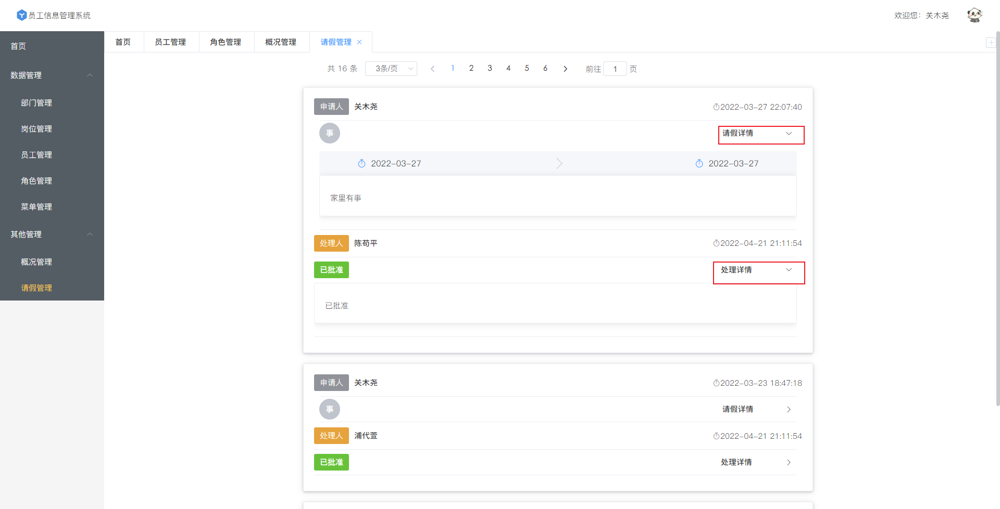 员工信息管理系统
欢迎您：关木尧
首页
数据管理
部门管理
岗位管理
员工管理
角色管理
菜单管理
其他管理
概况管理
请假管理
首页 员工管理 角色管理 概况管理 请假管理
共 16 条 3条/页 1 2 3 4 5 6 前往 1 页
申请人 关木尧 2022-03-27 22:07:40
事 请假详情
2022-03-27 2022-03-27
家里有事
处理人 陈苟平 2022-04-21 21:11:54
已批准 处理详情
已批准
申请人 关木尧 2022-03-23 18:47:18
事 请假详情
处理人 浦代萱 2022-04-21 21:11:54
已批准 处理详情